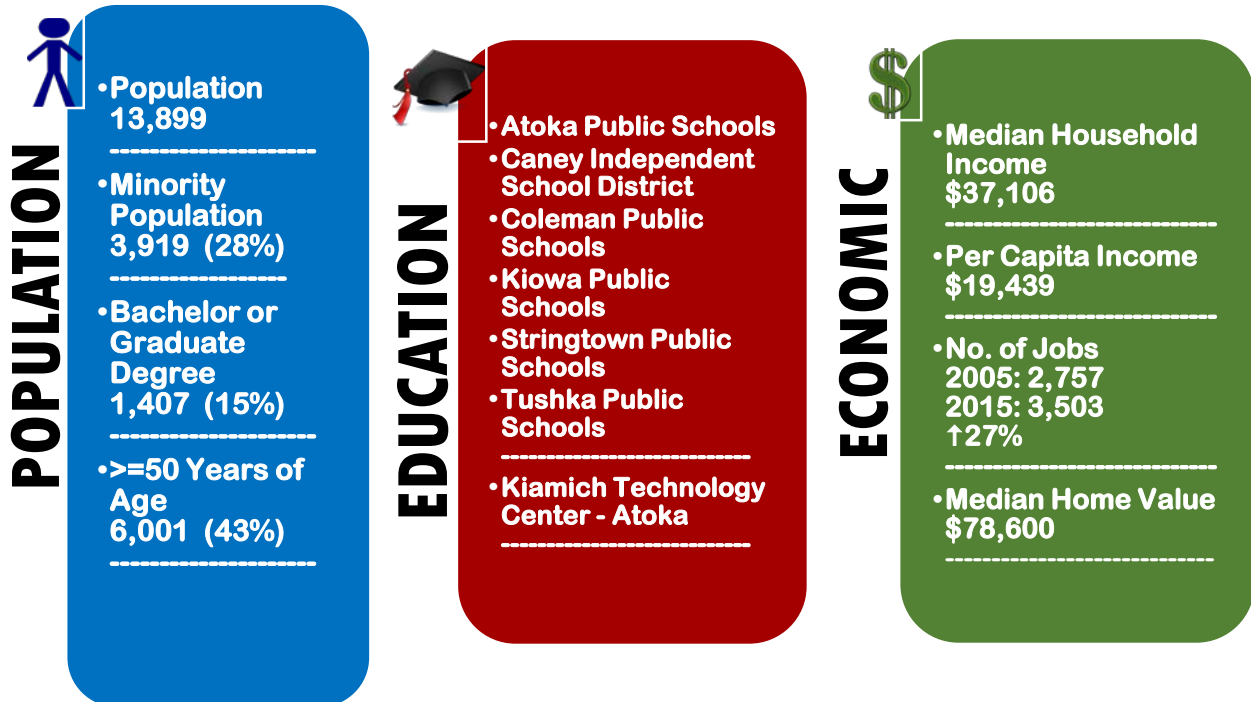 POPULATION
•Population
13,899
---------------------
•Minority
Population
3,919 (28%)
------------------
•Bachelor or
Graduate
Degree
1,407 (15%)
---------------------
•>=50 Years of
Age
6,001 (43%)
---------------------
EDUCATION
•Atoka Public Schools
•Caney Independent
School District
•Coleman Public
Schools
•Kiowa Public
Schools
•Stringtown Public
Schools
•Tushka Public
Schools
---------------------------
•Kiamich Technology
Center - Atoka
---------------------------
ECONOMIC
•Median Household
Income
$37,106
-----------------------------
•Per Capita Income
$19,439
-----------------------------
•No. of Jobs
2005: 2,757
2015: 3,503
↑27%
-----------------------------
•Median Home Value
$78,600
-----------------------------